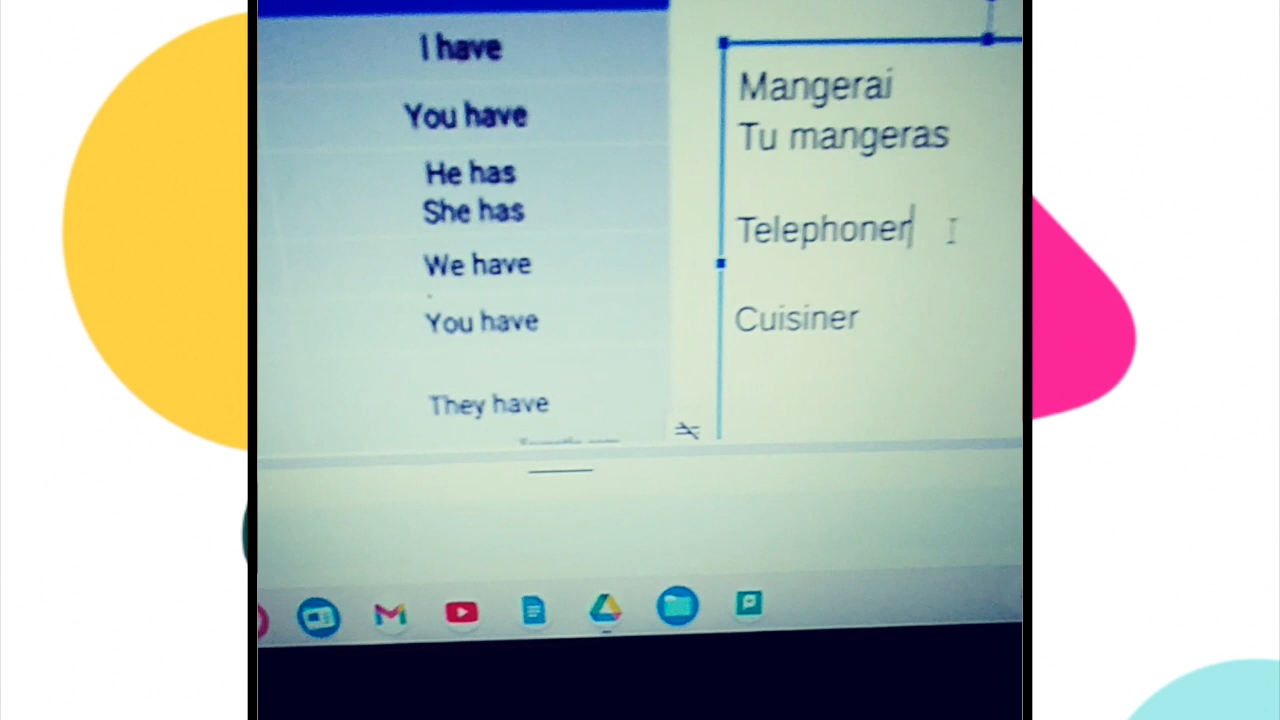 I have
You have
He has
She has
We have
You have
They have
Mangerai
Tu mangeras
Telephoner
Cuisiner